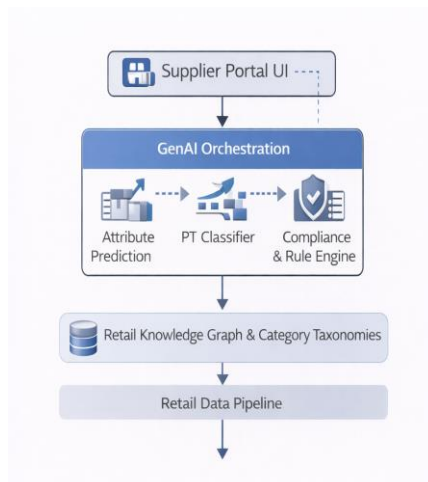 Supplier Portal UI
GenAI Orchestration
Attribute
Prediction
PT Classifier
Compliance
& Rule Engine
Retail Knowledge Graph & Category Taxonomies
Retail Data Pipeline